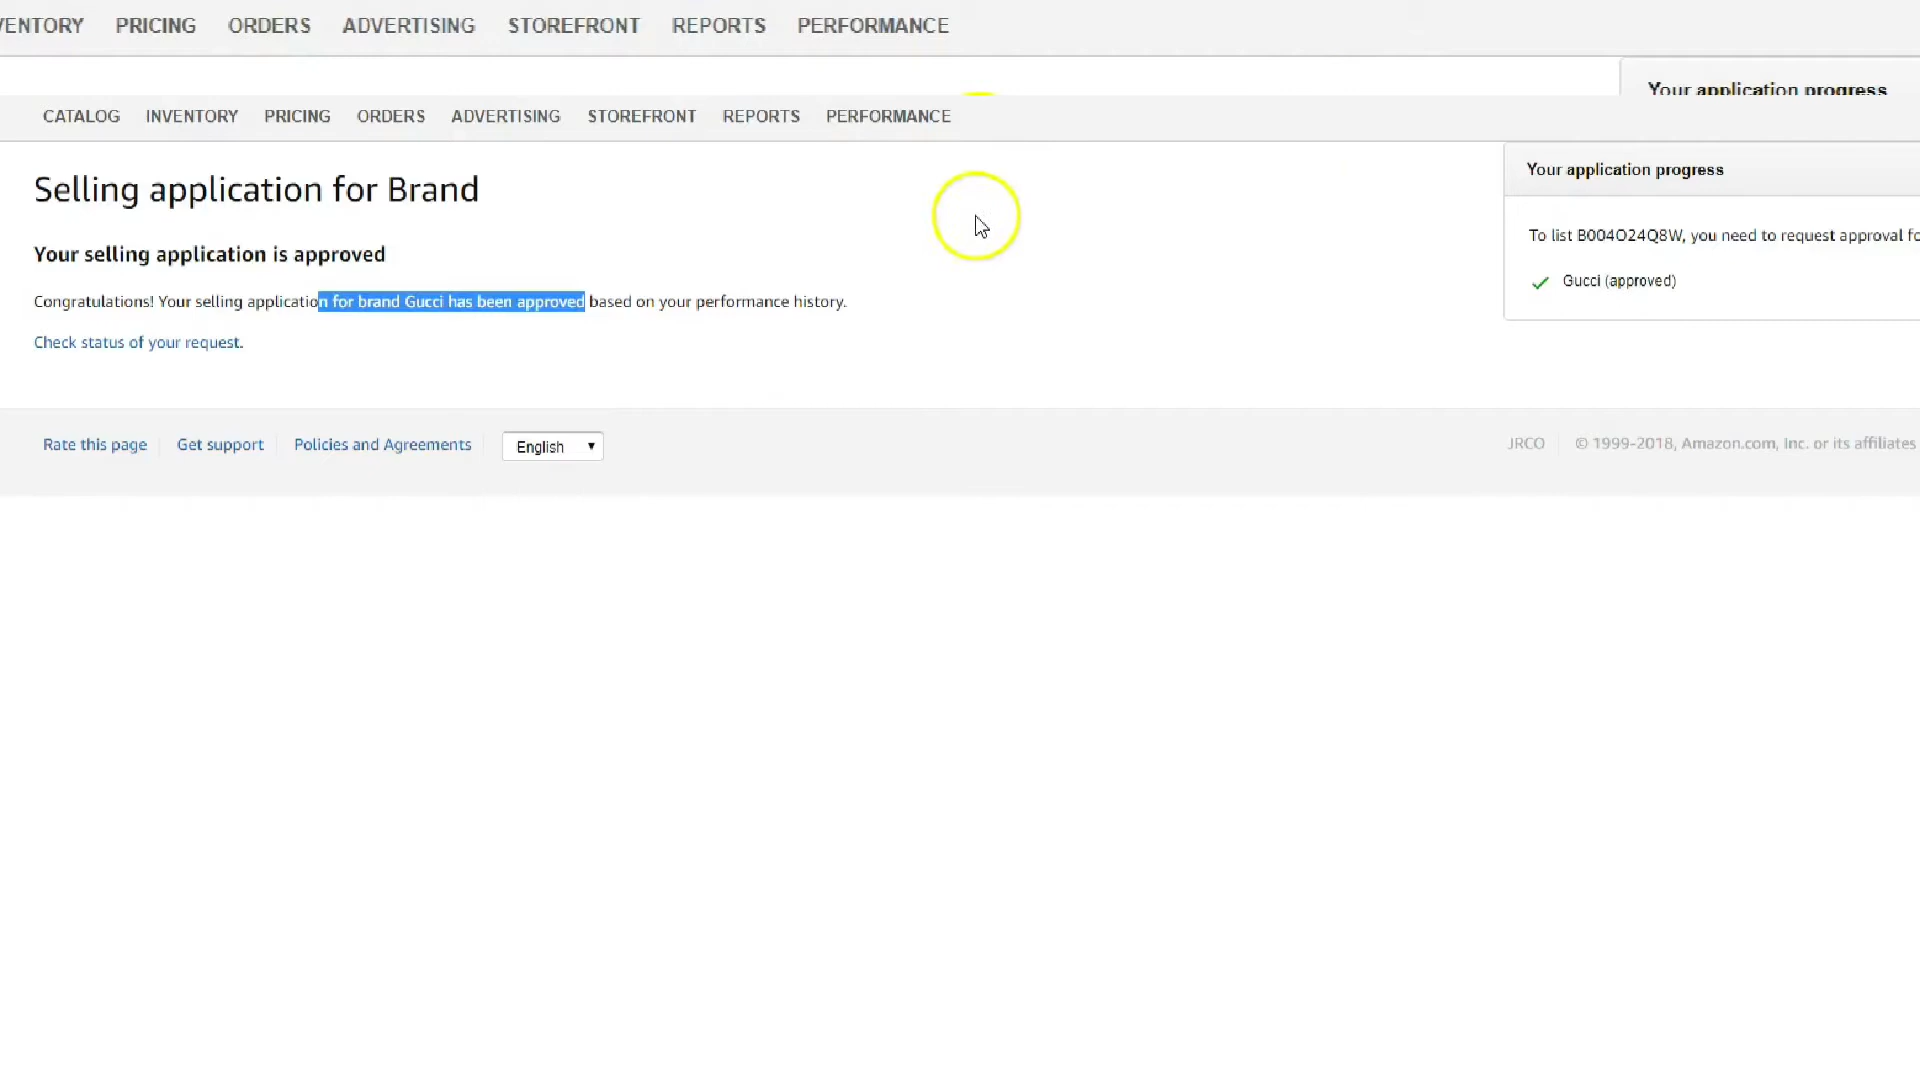 VENTORY PRICING ORDERS ADVERTISING STOREFRONT REPORTS PERFORMANCE
Your application progress
CATALOG INVENTORY PRICING ORDERS ADVERTISING STOREFRONT REPORTS PERFORMANCE
Selling application for Brand
Your application progress
Your selling application is approved
To list B004O24Q8W, you need to request approval fo
Gucci (approved)
Congratulations! Your selling application for brand Gucci has been approved based on your performance history.
Check status of your request.
Rate this page Get support Policies and Agreements English JRCO © 1999-2018, Amazon.com, Inc. or its affiliates